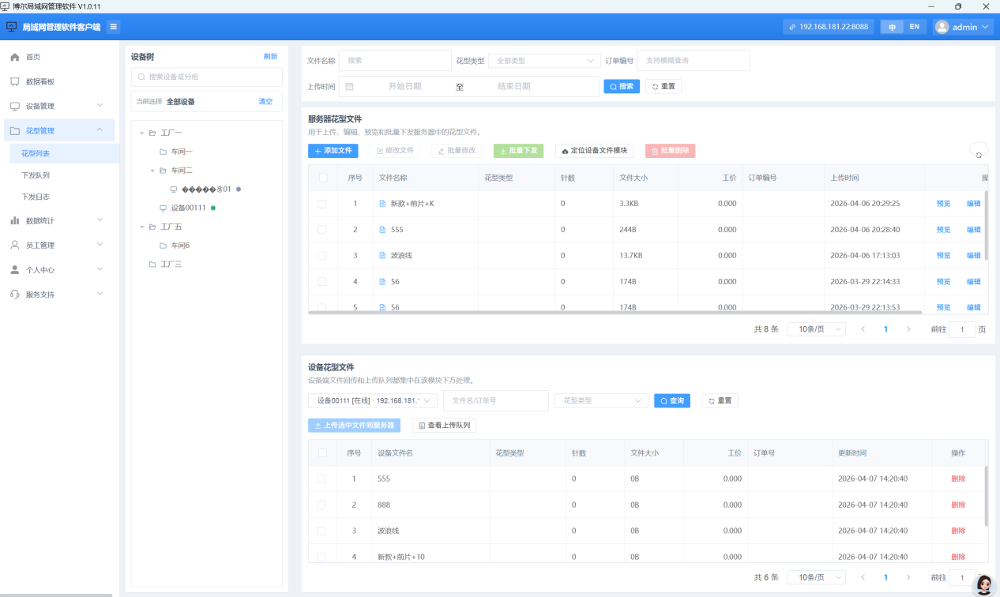 博尔局域网管理软件 V1.0.11
局域网管理软件客户端
192.168.181.22:8088
中 EN
admin
首页
数据看板
设备管理
花型管理
花型列表
下发队列
下发日志
数据统计
员工管理
个人中心
服务支持
设备树 刷新
搜索设备或分组
当前选择 全部设备 清空
工厂一
车间一
车间二
�����豸01
设备00111
工厂五
车间6
工厂三
文件名称 搜索 花型类型 全部类型 订单编号 支持模糊查询
上传时间 开始日期 至 结束日期 搜索 重置
服务器花型文件
用于上传、编辑、预览和批量下发服务器中的花型文件。
添加文件 修改文件 批量修改 批量下发 定位设备文件模块 批量删除
序号 文件名称 花型类型 针数 文件大小 工价 订单编号 上传时间 操
1 新款+前片+K 0 3.3KB 0.000 2026-04-06 20:29:25 预览 编辑
2 555 0 244B 0.000 2026-04-06 20:28:40 预览 编辑
3 波浪线 0 13.7KB 0.000 2026-04-06 17:13:03 预览 编辑
4 56 0 174B 0.000 2026-03-29 22:14:33 预览 编辑
5 56 0 174B 0.000 2026-03-29 22:13:53 预览 编辑
共 8 条 10条/页 1 前往 1 页
设备花型文件
设备端文件回传和上传队列都集中在该模块下方处理。
设备00111 [在线] · 192.168.181. 文件名/订单号 花型类型 查询 重置
上传选中文件到服务器 查看上传队列
序号 设备文件名 花型类型 针数 文件大小 工价 订单号 更新时间 操作
1 555 0 0B 0.000 2026-04-07 14:20:40 删除
2 888 0 0B 0.000 2026-04-07 14:20:40 删除
3 波浪线 0 0B 0.000 2026-04-07 14:20:40 删除
4 新款+前片+10 0 0B 0.000 2026-04-07 14:20:40 删除
共 6 条 10条/页 1 前往 1